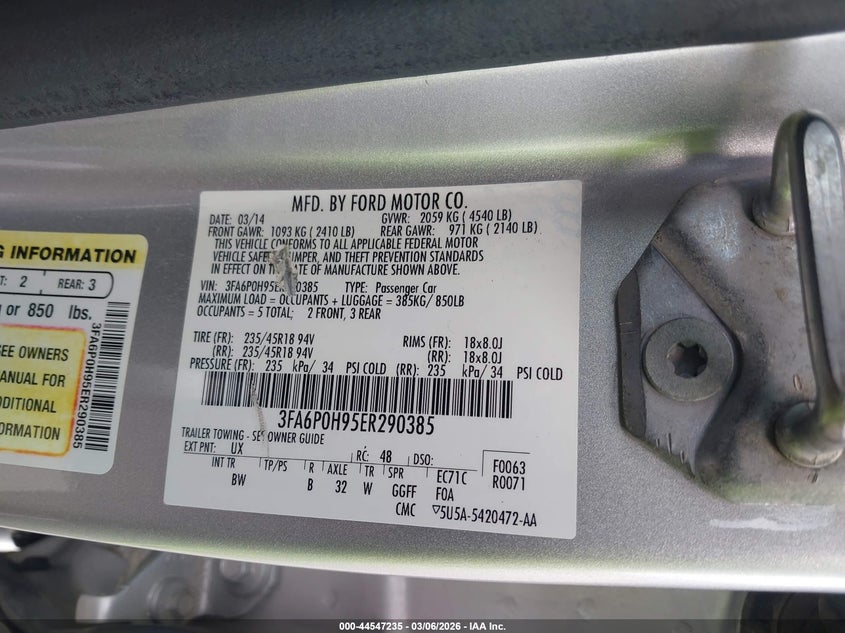 G INFORMATION
2
REAR: 3
or 850 lbs.
SEE OWNERS
MANUAL FOR
ADDITIONAL
INFORMATION
3FA6P0H95ER290385
MFD. BY FORD MOTOR CO.
DATE: 03/14 GVWR: 2059 KG ( 4540 LB)
FRONT GAWR: 1093 KG ( 2410 LB) REAR GAWR: 971 KG ( 2140 LB)
THIS VEHICLE CONFORMS TO ALL APPLICABLE FEDERAL MOTOR
VEHICLE SAFETY, BUMPER, AND THEFT PREVENTION STANDARDS
IN EFFECT ON THE DATE OF MANUFACTURE SHOWN ABOVE.
VIN: 3FA6P0H95ER290385 TYPE: Passenger Car
MAXIMUM LOAD = OCCUPANTS + LUGGAGE = 385KG/ 850LB
OCCUPANTS = 5 TOTAL; 2 FRONT, 3 REAR
TIRE (FR): 235/45R18 94V RIMS (FR): 18x8.0J
(RR): 235/45R18 94V (RR): 18x8.0J
PRESSURE (FR): 235 kPa/ 34 PSI COLD (RR): 235 kPa/ 34 PSI COLD
3FA6P0H95ER290385
TRAILER TOWING - SEE OWNER GUIDE
EXT PNT: UX RC: 48 DSO: F0063
INT TR TP/PS R AXLE TR SPR EC71C R0071
BW B 32 W GGFF F0A
CMC ▽5U5A-5420472-AA
000-44547235 - 03/06/2026 - IAA Inc.